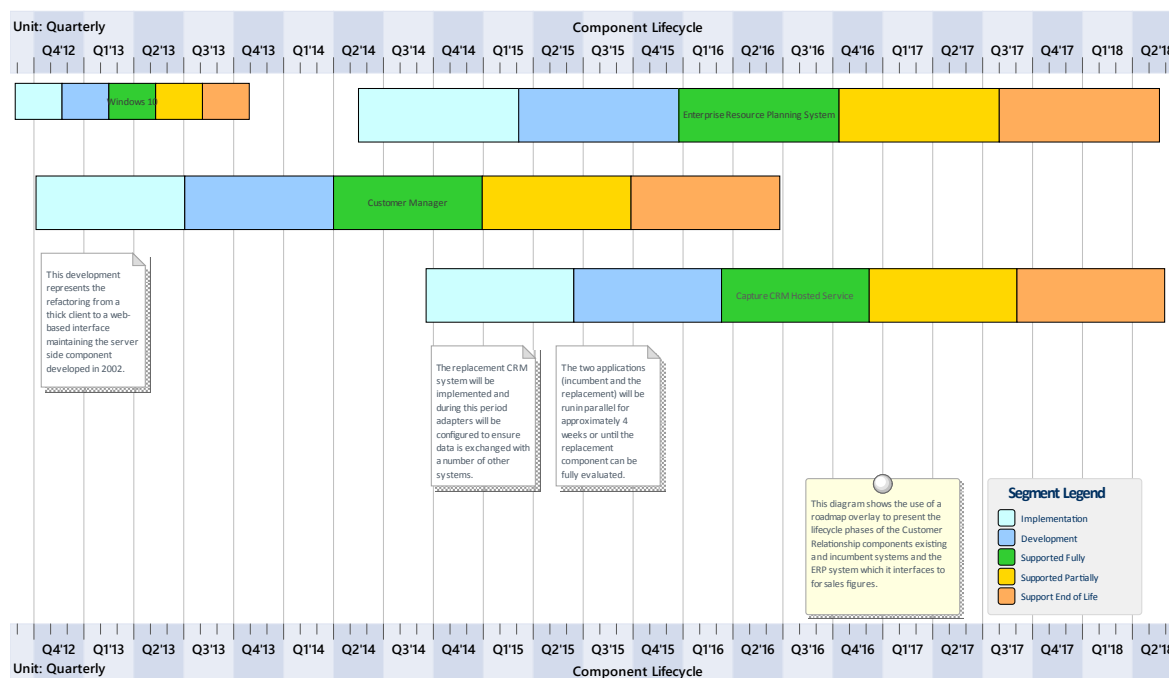 Unit: Quarterly Component Lifecycle
Q4'12 Q1'13 Q2'13 Q3'13 Q4'13 Q1'14 Q2'14 Q3'14 Q4'14 Q1'15 Q2'15 Q3'15 Q4'15 Q1'16 Q2'16 Q3'16 Q4'16 Q1'17 Q2'17 Q3'17 Q4'17 Q1'18 Q2'18
Windows 10
Enterprise Resource Planning System
Customer Manager
Capture CRM Hosted Service
This development
represents the
refactoring from a
thick client to a web-
based interface
maintaining the server
side component
developed in 2002.
The replacement CRM
system will be
implemented and
during this period
adapters will be
configured to ensure
data is exchanged with
a number of other
systems.
The two applications
(incumbent and the
replacement) will be
run in parallel for
approximately 4
weeks or until the
replacement
component can be
fully evaluated.
This diagram shows the use of a
roadmap overlay to present the
lifecycle phases of the Customer
Relationship components existing
and incumbent systems and the
ERP system which it interfaces to
for sales figures.
Segment Legend
Implementation
Development
Supported Fully
Supported Partially
Support End of Life
Q4'12 Q1'13 Q2'13 Q3'13 Q4'13 Q1'14 Q2'14 Q3'14 Q4'14 Q1'15 Q2'15 Q3'15 Q4'15 Q1'16 Q2'16 Q3'16 Q4'16 Q1'17 Q2'17 Q3'17 Q4'17 Q1'18 Q2'18
Unit: Quarterly Component Lifecycle